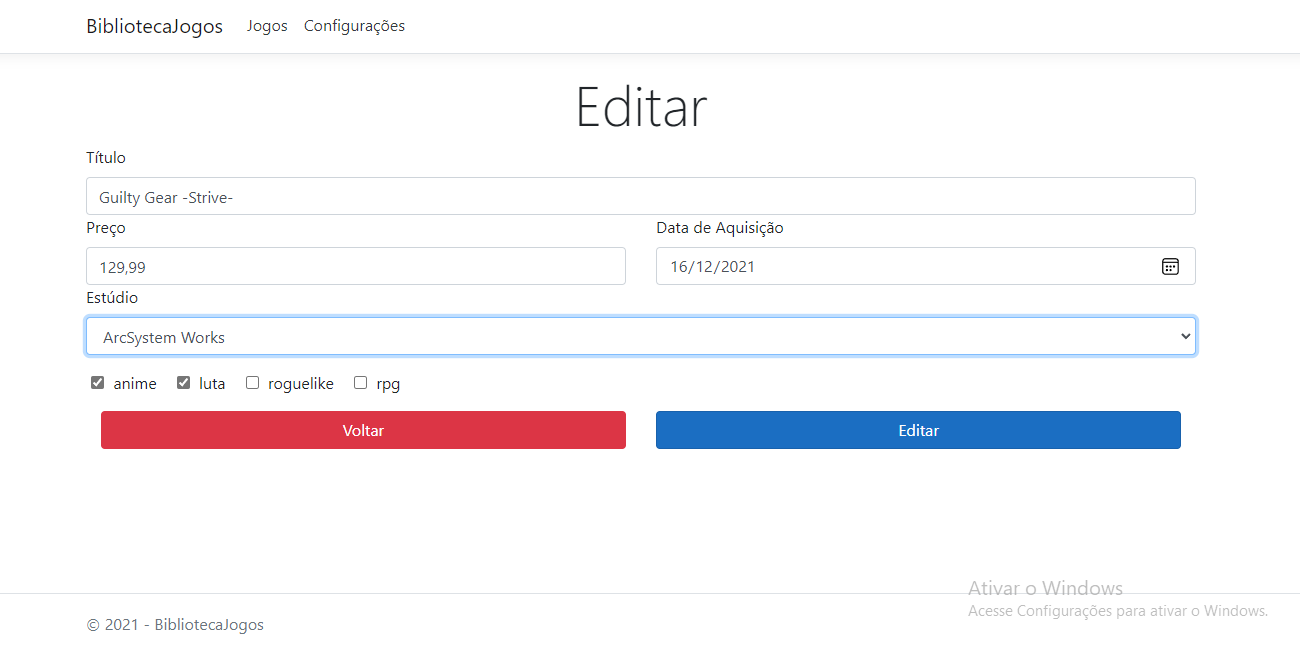 BibliotecaJogos Jogos Configurações
Editar
Título
Guilty Gear -Strive-
Preço Data de Aquisição
129,99 16/12/2021
Estúdio
ArcSystem Works
anime luta roguelike rpg
Voltar Editar
Ativar o Windows
Acesse Configurações para ativar o Windows.
© 2021 - BibliotecaJogos